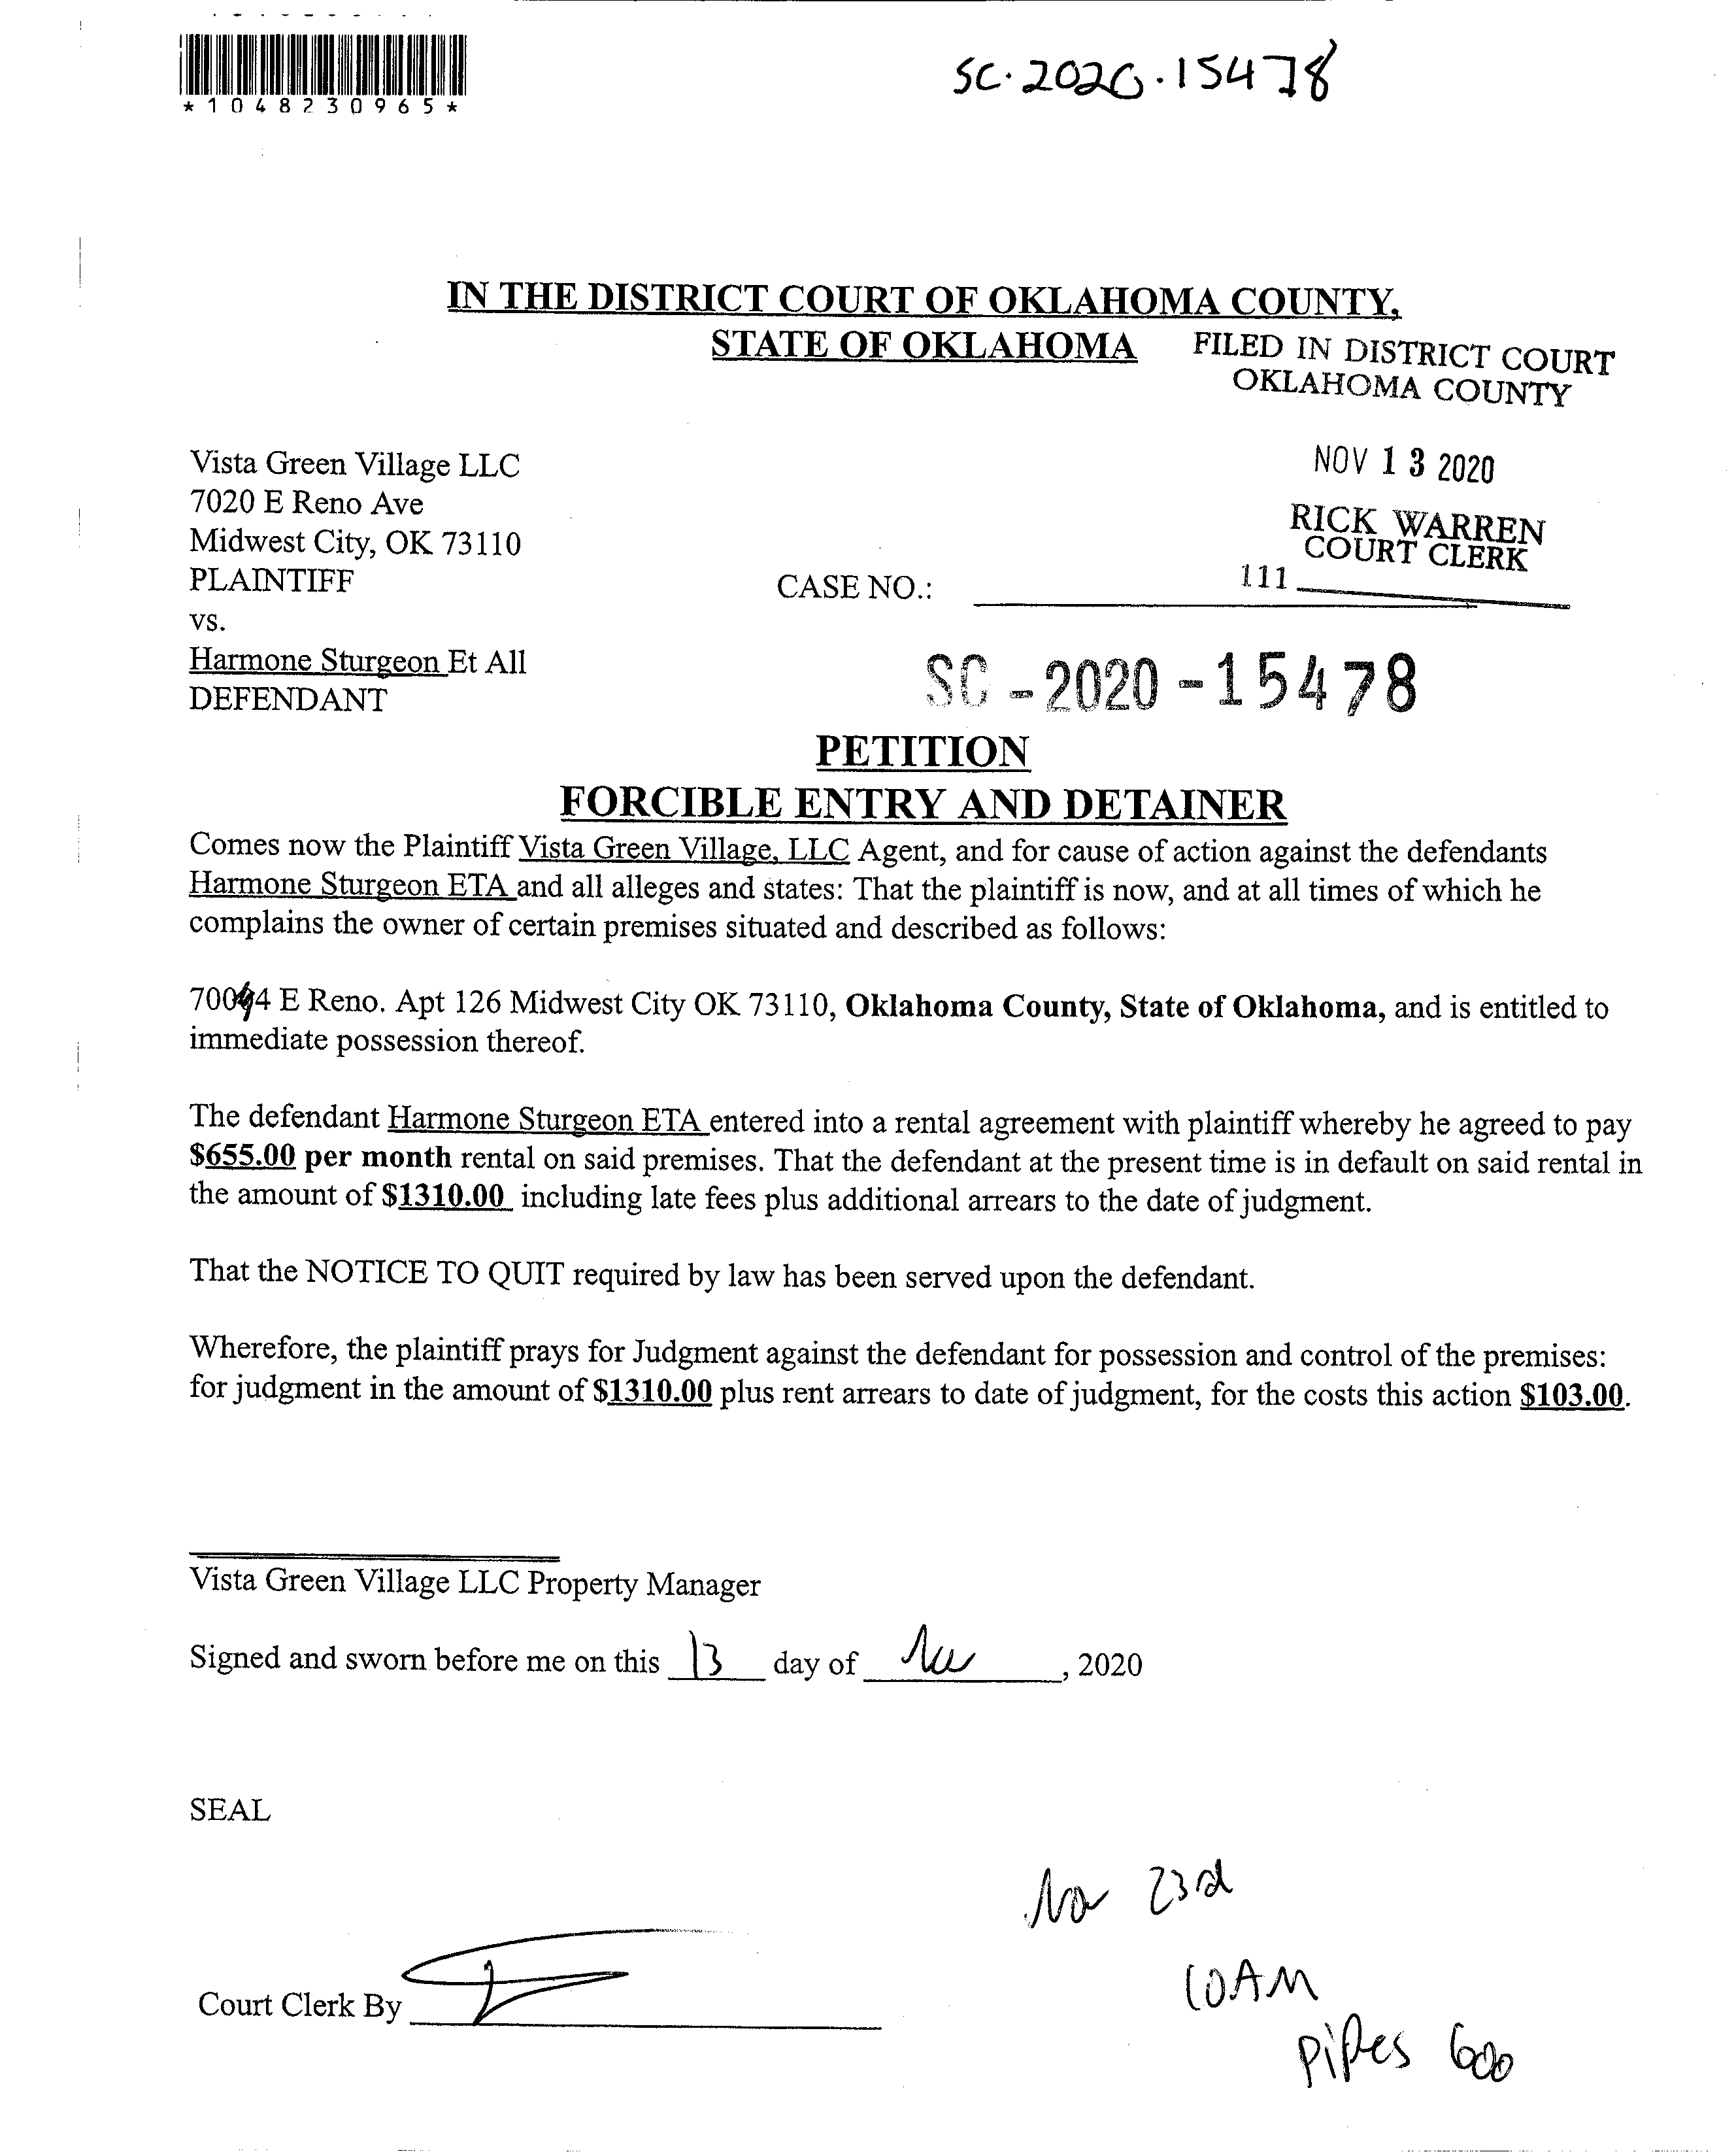 *1048230965*
SC.2020.15478
IN THE DISTRICT COURT OF OKLAHOMA COUNTY,
STATE OF OKLAHOMA
FILED IN DISTRICT COURT
OKLAHOMA COUNTY
NOV 13 2020
RICK WARREN
COURT CLERK
111
Vista Green Village LLC
7020 E Reno Ave
Midwest City, OK 73110
PLAINTIFF
CASE NO.:
vs.
Harmone Sturgeon Et All
DEFENDANT
SC-2020-15478
PETITION
FORCIBLE ENTRY AND DETAINER
Comes now the Plaintiff Vista Green Village, LLC Agent, and for cause of action against the defendants
Harmone Sturgeon ETA and all alleges and states: That the plaintiff is now, and at all times of which he
complains the owner of certain premises situated and described as follows:
E Reno. Apt 126 Midwest City OK 73110, Oklahoma County, State of Oklahoma, and is entitled to
immediate possession thereof.
The defendant Harmone Sturgeon ETA entered into a rental agreement with plaintiff whereby he agreed to pay
$655.00 per month rental on said premises. That the defendant at the present time is in default on said rental in
the amount of $1310.00 including late fees plus additional arrears to the date of judgment.
That the NOTICE TO QUIT required by law has been served upon the defendant.
Wherefore, the plaintiff prays for Judgment against the defendant for possession and control of the premises:
for judgment in the amount of $1310.00 plus rent arrears to date of judgment, for the costs this action $103.00.
Vista Green Village LLC Property Manager
Signed and sworn before me on this 13 day of Nov, 2020
SEAL
Nov 23rd
10AM
Pipes 600
Court Clerk By